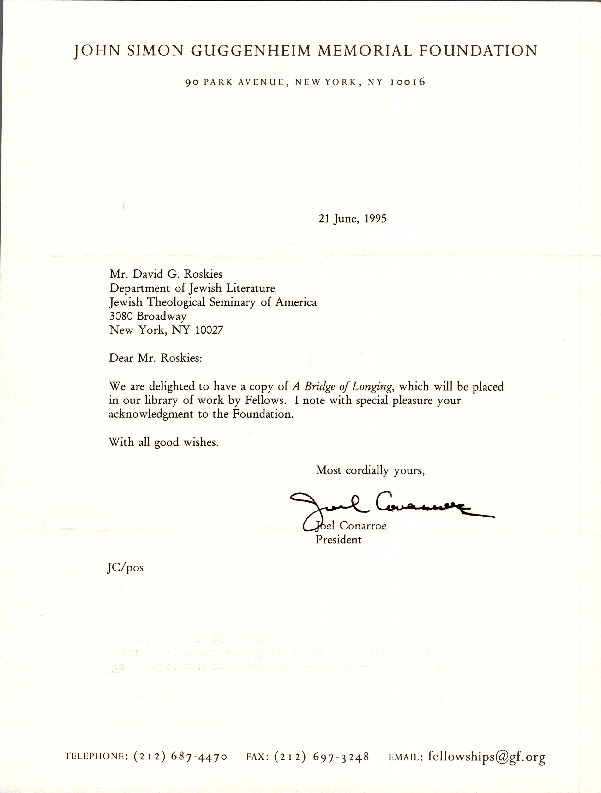 JOHN SIMON GUGGENHEIM MEMORIAL FOUNDATION
90 PARK AVENUE, NEW YORK, NY 10016
21 June, 1995
Mr. David G. Roskies
Department of Jewish Literature
Jewish Theological Seminary of America
3080 Broadway
New York, NY 10027
Dear Mr. Roskies:
We are delighted to have a copy of A Bridge of Longing, which will be placed
in our library of work by Fellows. I note with special pleasure your
acknowledgment to the Foundation.
With all good wishes.
Most cordially yours,
Joel Conarroe
Joel Conarroe
President
JC/pos
TELEPHONE: (212) 687-4470 FAX: (212) 697-3248 EMAIL: fellowships@gf.org